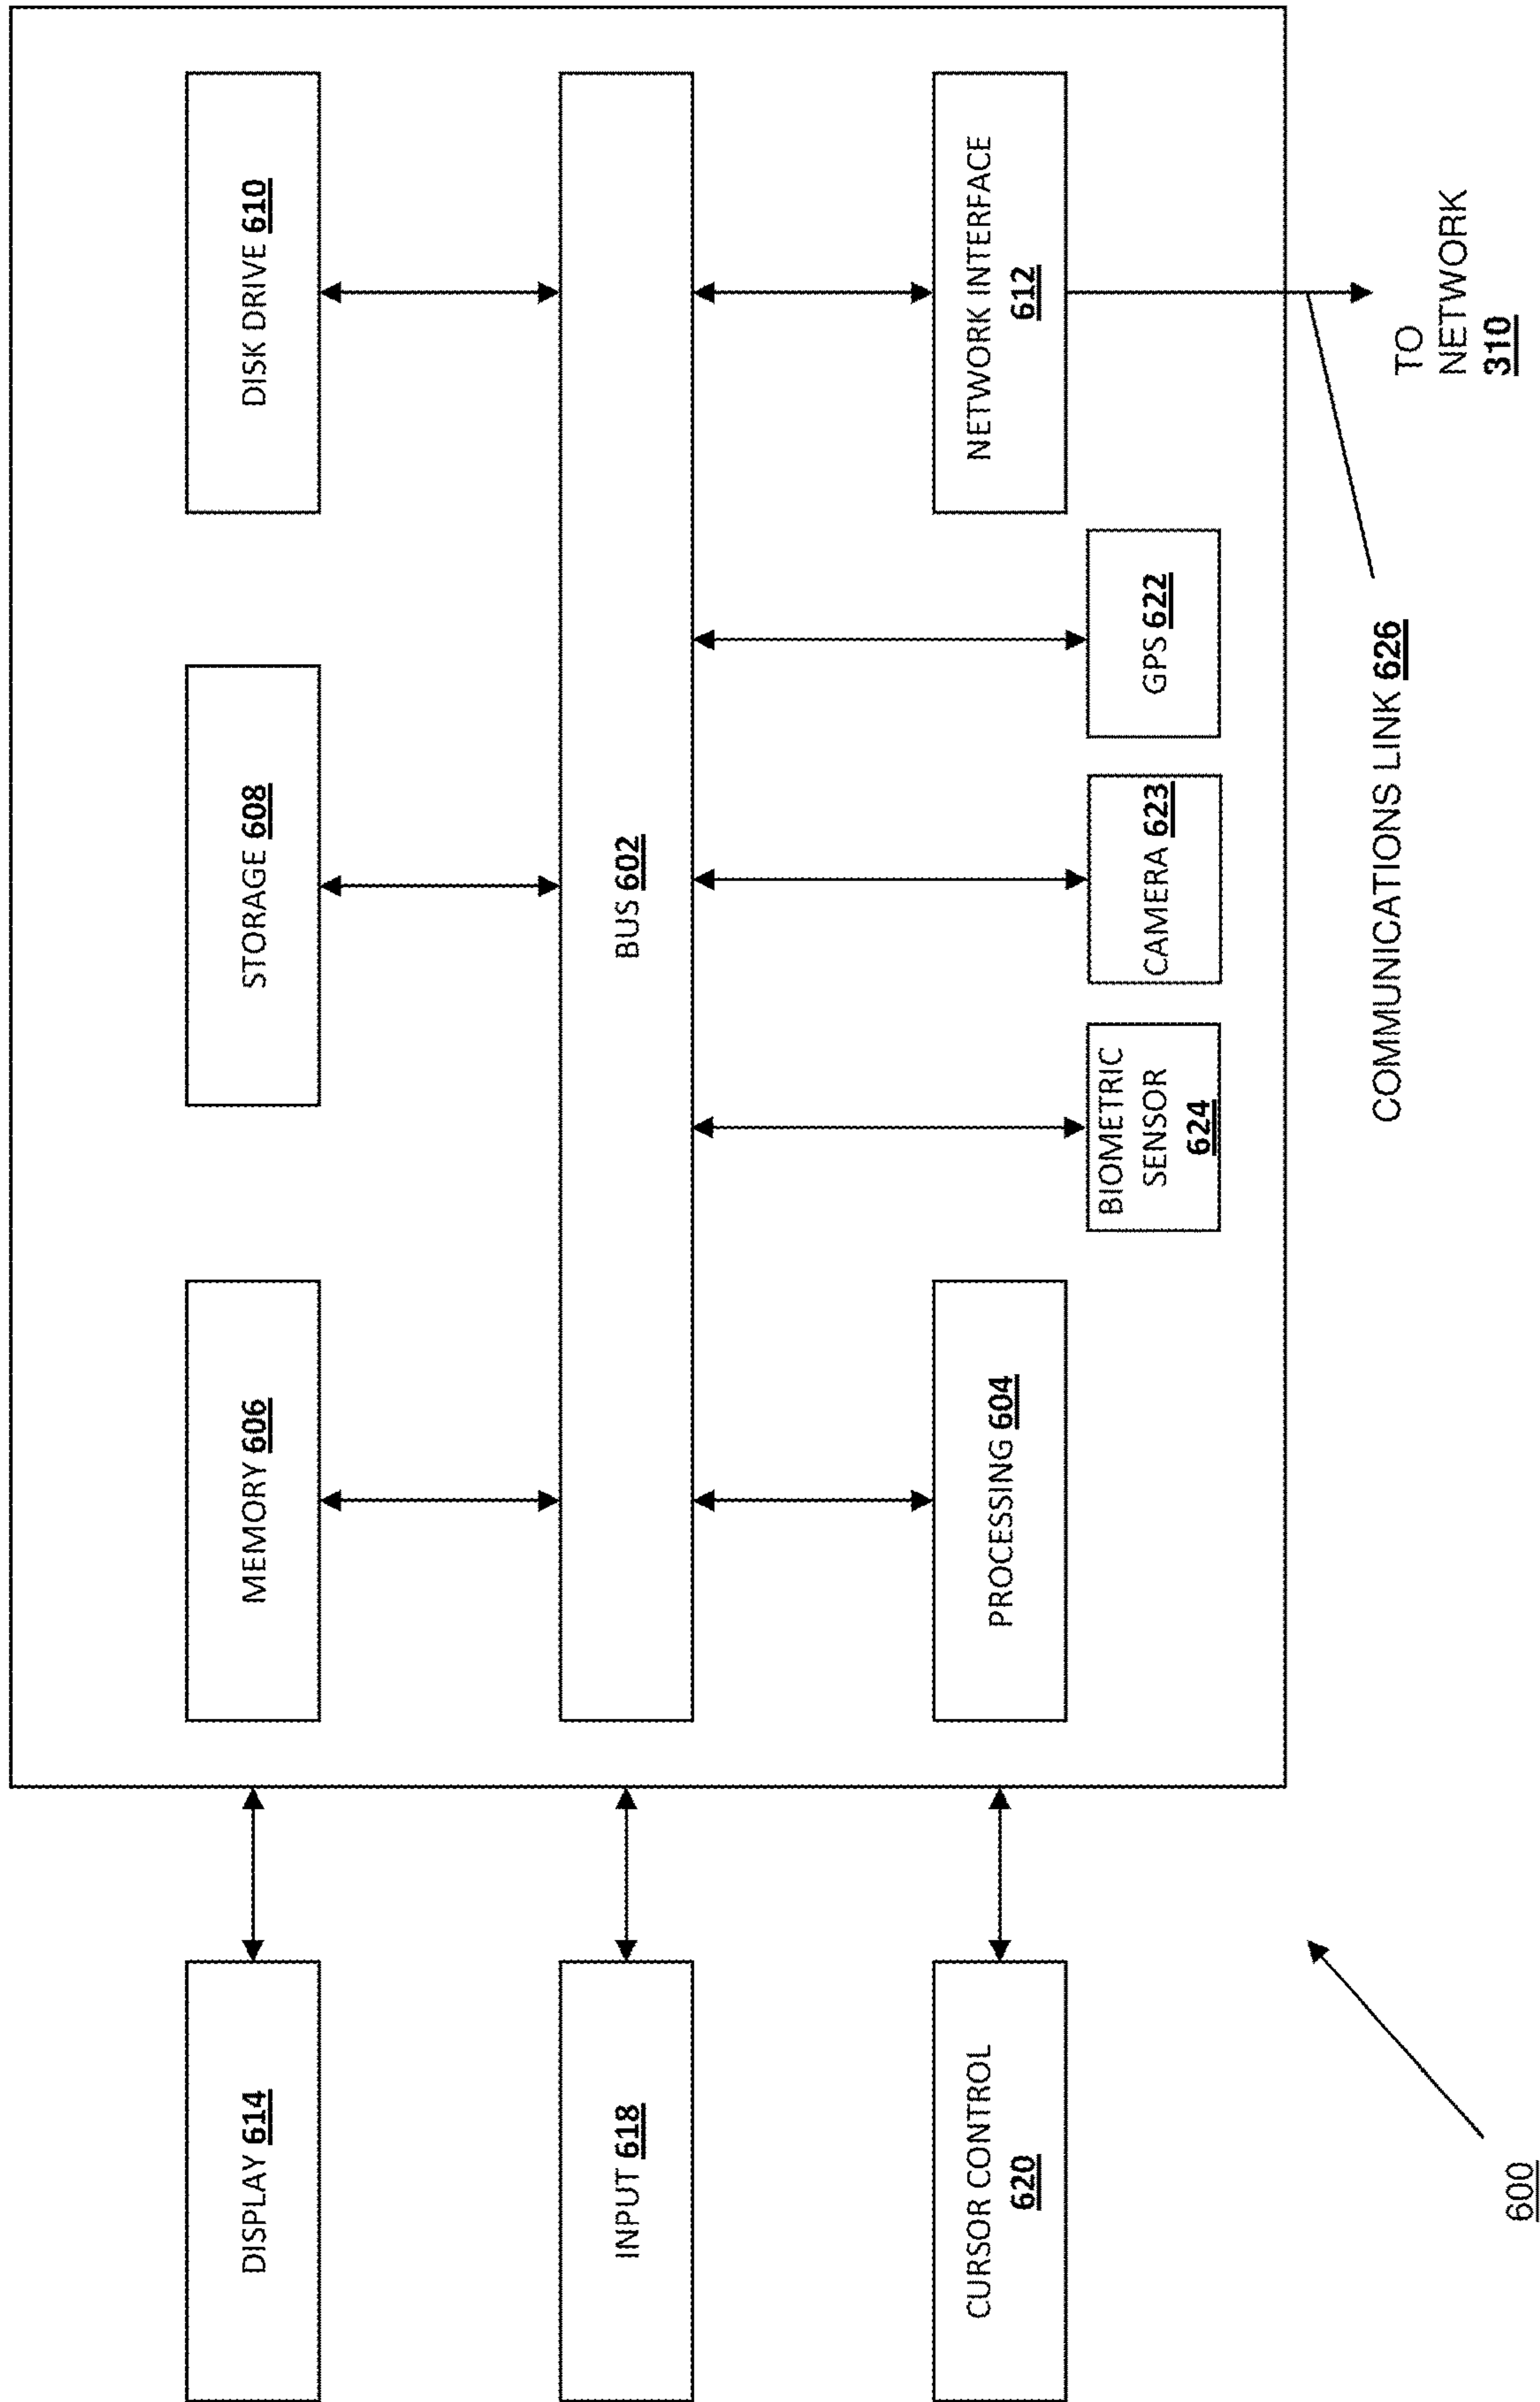 DISPLAY 614
MEMORY 606
STORAGE 608
DISK DRIVE 610
INPUT 618
BUS 602
CURSOR CONTROL
620
PROCESSING 604
NETWORK INTERFACE
612
BIOMETRIC
SENSOR
624
CAMERA 623
GPS 622
COMMUNICATIONS LINK 626
TO
NETWORK
310
600